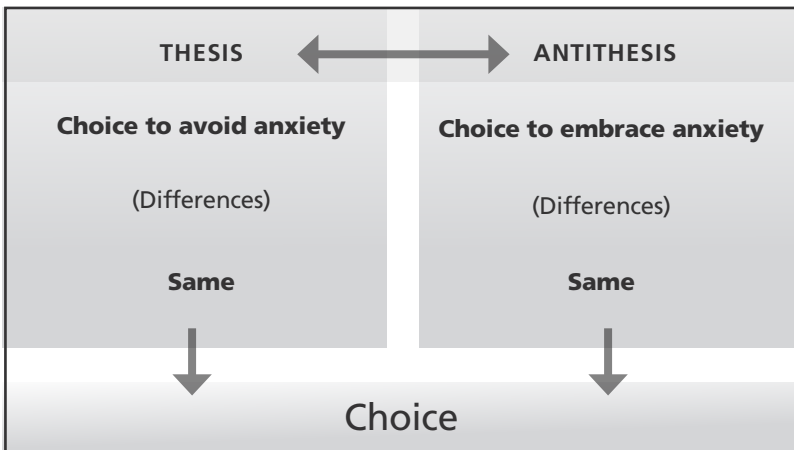 THESIS
ANTITHESIS
Choice to avoid anxiety
Choice to embrace anxiety
(Differences)
(Differences)
Same
Same
Choice